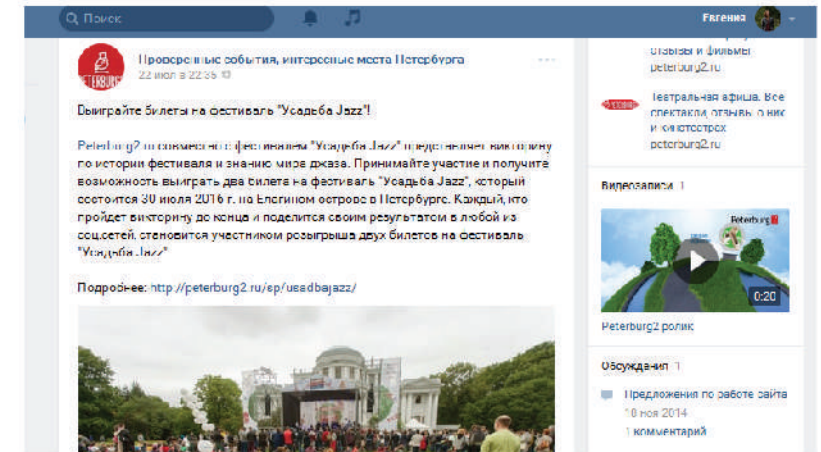 Поиск
Евгения
PETERBURG
Проверенные события, интересные места Петербурга
22 июл в 22:35
Выиграйте билеты на фестиваль "Усадьба Jazz"!
Peterburg2.ru совместно с фестивалем "Усадьба Jazz" представляет викторину
по истории фестиваля и знанию мира джаза. Принимайте участие и получите
возможность выиграть два билета на фестиваль "Усадьба Jazz", который
состоится 30 июля 2016 г. на Елагином острове в Петербурге. Каждый, кто
пройдет викторину до конца и поделится своим результатом в любой из
соц.сетей, становится участником розыгрыша двух билетов на фестиваль
"Усадьба Jazz"
Подробнее: http://peterburg2.ru/sp/usadbajazz/
отзывы и фильмы
peterburg2.ru
Театральная афиша. Все
спектакли, отзывы о них
и кинотеатрах
peterburg2.ru
Видеозаписи 1
Peterburg
0:20
Peterburg2 ролик
Обсуждения 1
Предложения по работе сайта
18 ноя 2014
1 комментарий